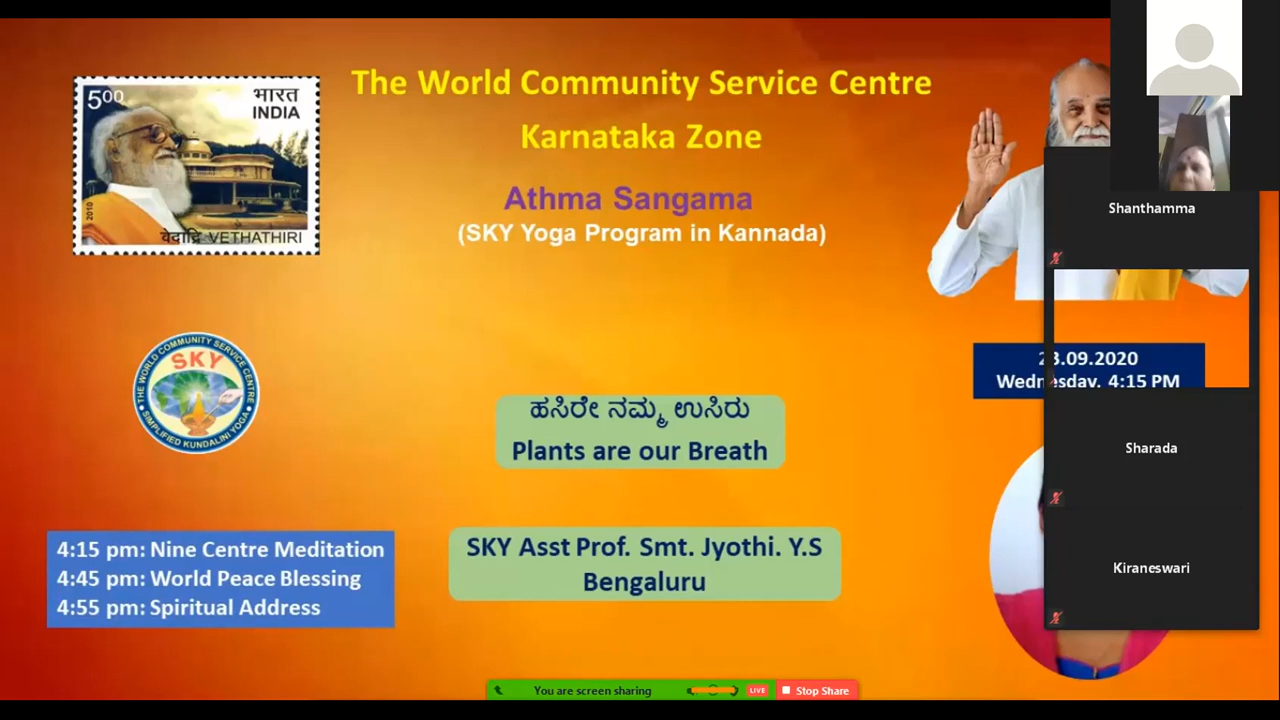 5.00
भारत
INDIA
2010
वेदाद्रि VETHATHIRI
The World Community Service Centre
Karnataka Zone
Athma Sangama
(SKY Yoga Program in Kannada)
Shanthamma
THE WORLD COMMUNITY SERVICE CENTRE
SKY
SIMPLIFIED KUNDALINI YOGA
23.09.2020
Wednesday, 4:15 PM
ಹಸಿರೇ ನಮ್ಮ ಉಸಿರು
Plants are our Breath
Sharada
4:15 pm: Nine Centre Meditation
4:45 pm: World Peace Blessing
4:55 pm: Spiritual Address
SKY Asst Prof. Smt. Jyothi. Y.S
Bengaluru
Kiraneswari
You are screen sharing
LIVE
Stop Share